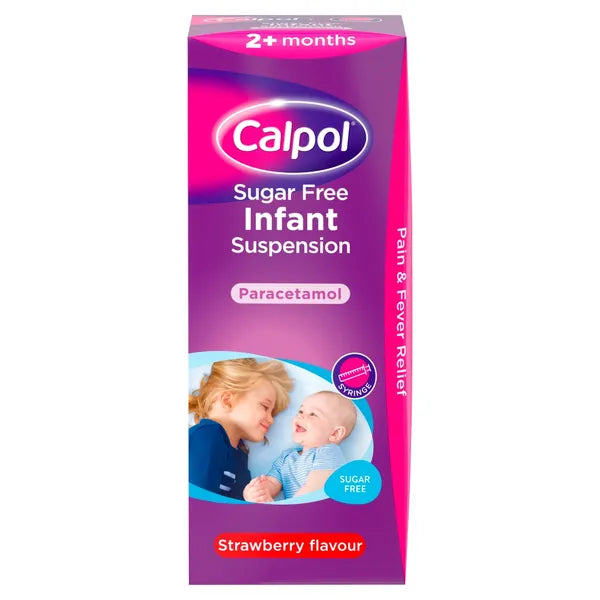 2+ months
Calpol®
Sugar Free
Infant
Suspension
Paracetamol
Pain & Fever Relief
SYRINGE
SUGAR
FREE
Strawberry flavour